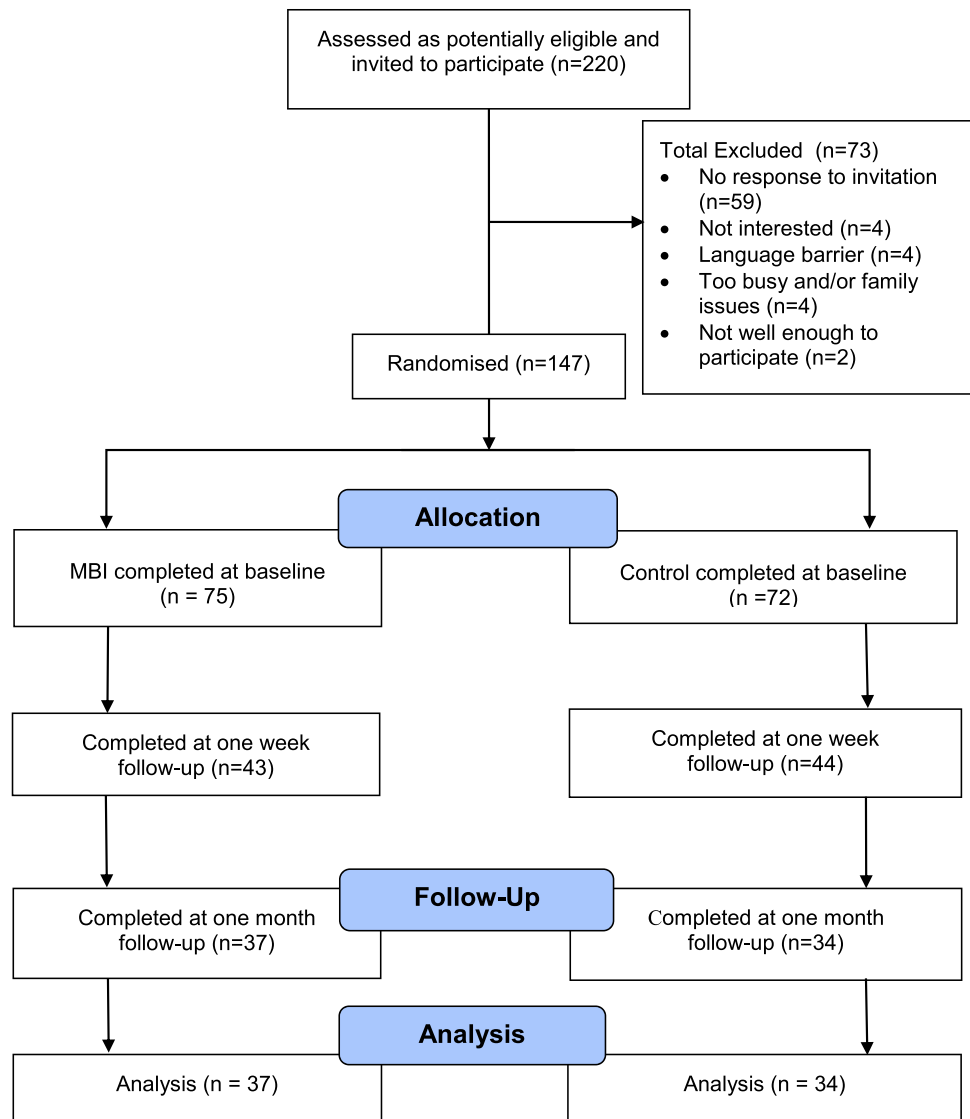 Assessed as potentially eligible and
invited to participate (n=220)
Total Excluded  (n=73)
• No response to invitation
(n=59)
• Not interested (n=4)
• Language barrier (n=4)
• Too busy and/or family
issues (n=4)
• Not well enough to
participate (n=2)
Randomised (n=147)
Allocation
MBI completed at baseline
(n = 75)
Control completed at baseline
(n =72)
Completed at one week
follow-up (n=43)
Completed at one week
follow-up (n=44)
Follow-Up
Completed at one month
follow-up (n=37)
Completed at one month
follow-up (n=34)
Analysis
Analysis (n = 37)
Analysis (n = 34)